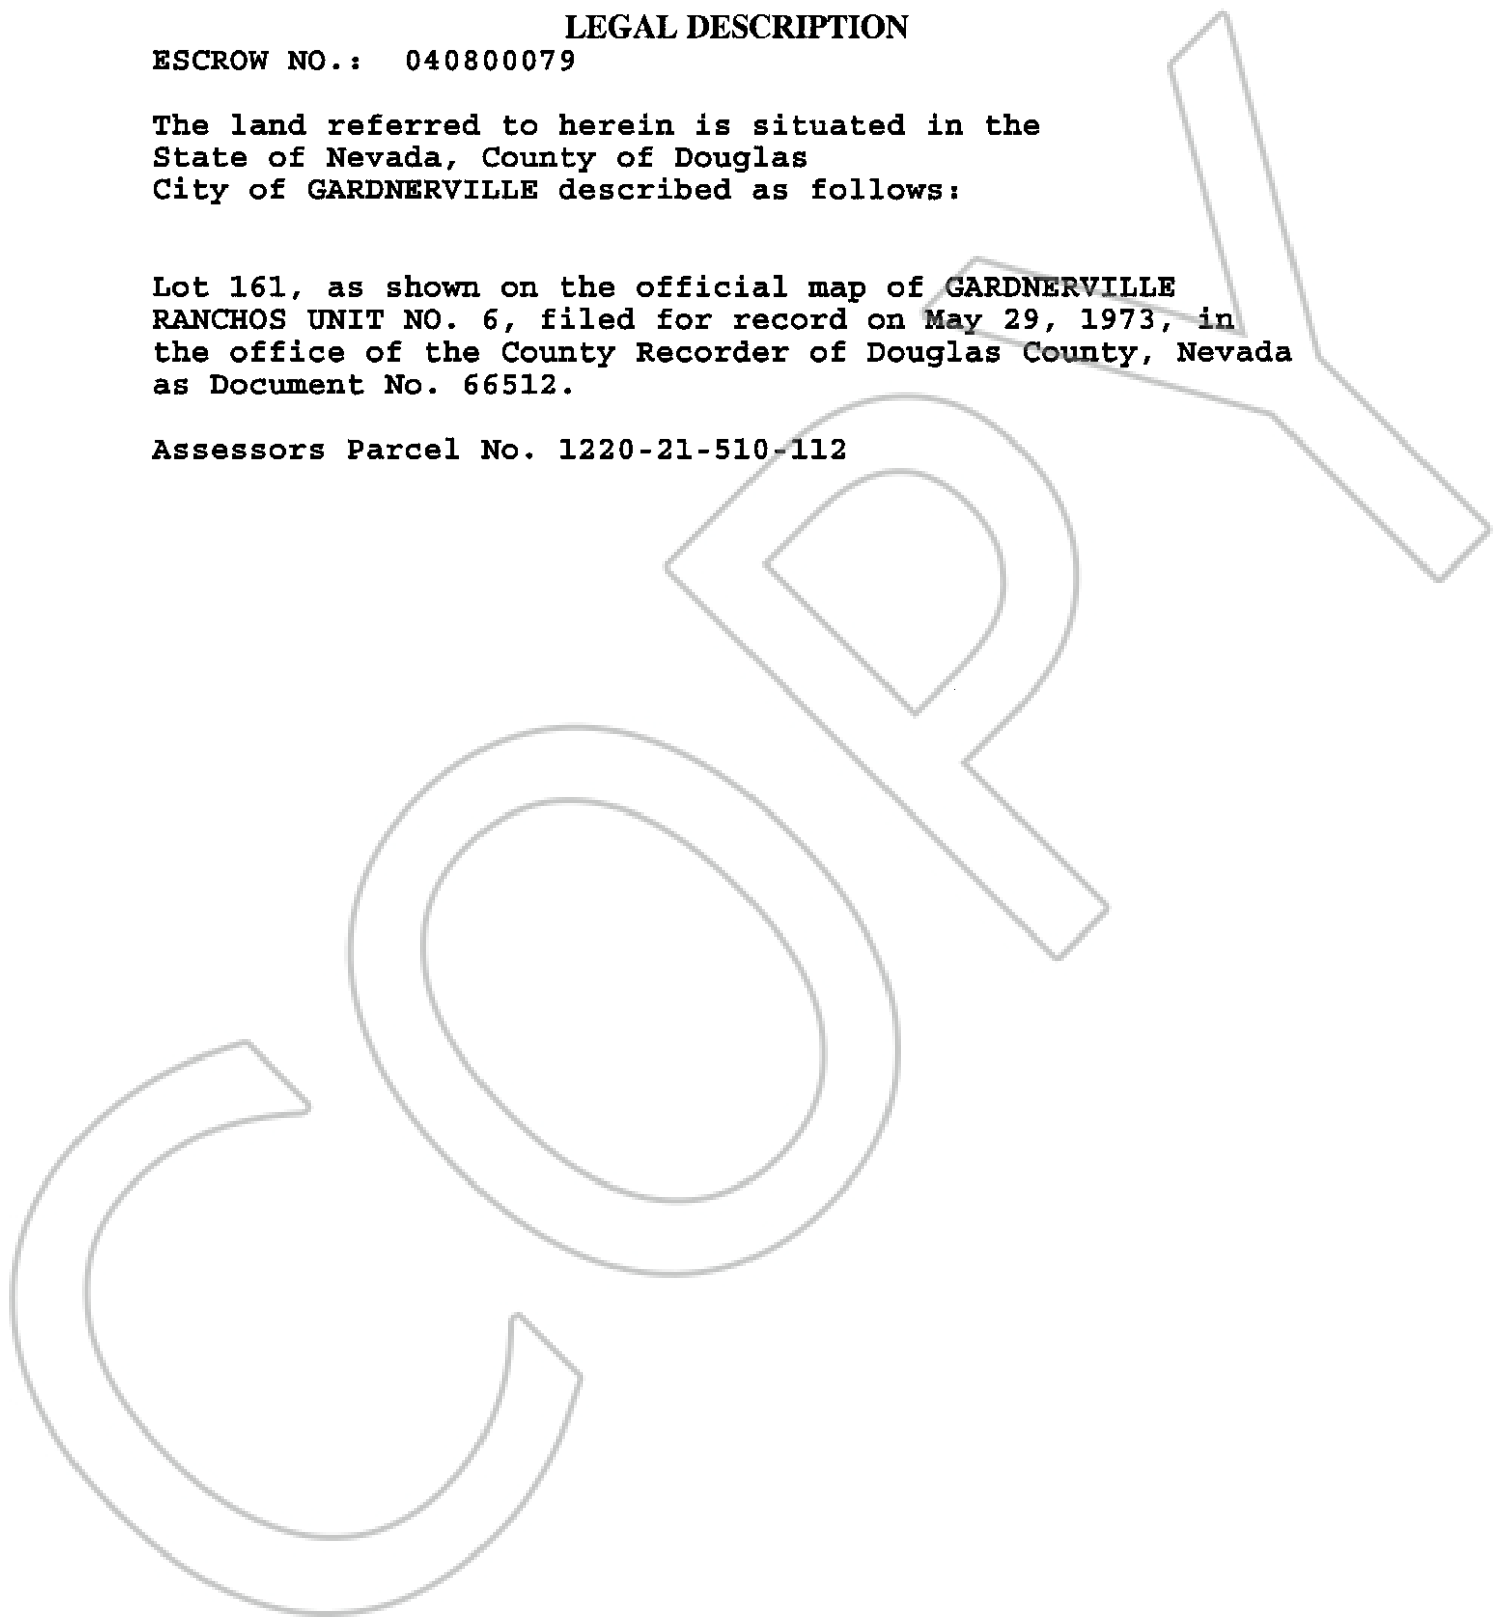 LEGAL DESCRIPTION
ESCROW NO.: 040800079
The land referred to herein is situated in the
State of Nevada, County of Douglas
City of GARDNERVILLE described as follows:
Lot 161, as shown on the official map of GARDNERVILLE
RANCHOS UNIT NO. 6, filed for record on May 29, 1973, in
the office of the County Recorder of Douglas County, Nevada
as Document No. 66512.
Assessors Parcel No. 1220-21-510-112
COPY